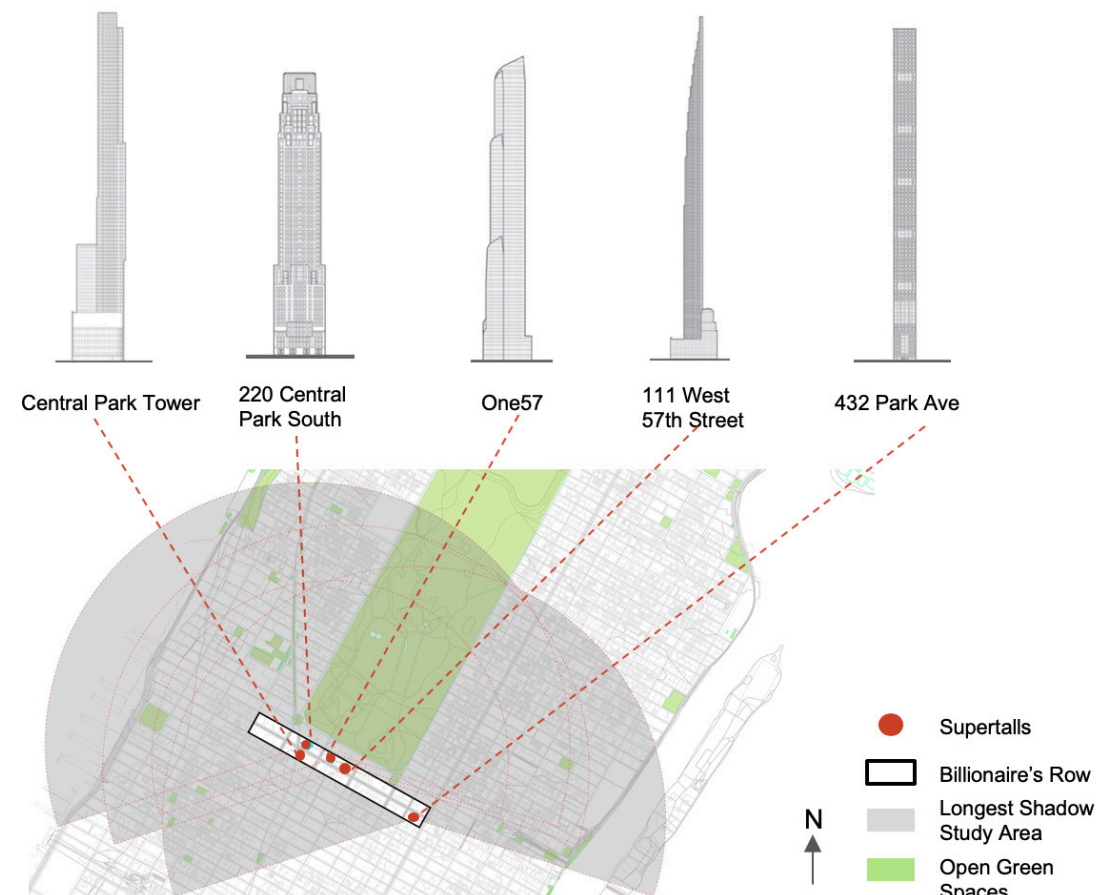 Central Park Tower
220 Central
Park South
One57
111 West
57th Street
432 Park Ave
Supertalls
Billionaire's Row
Longest Shadow
Study Area
Open Green
Spaces
N